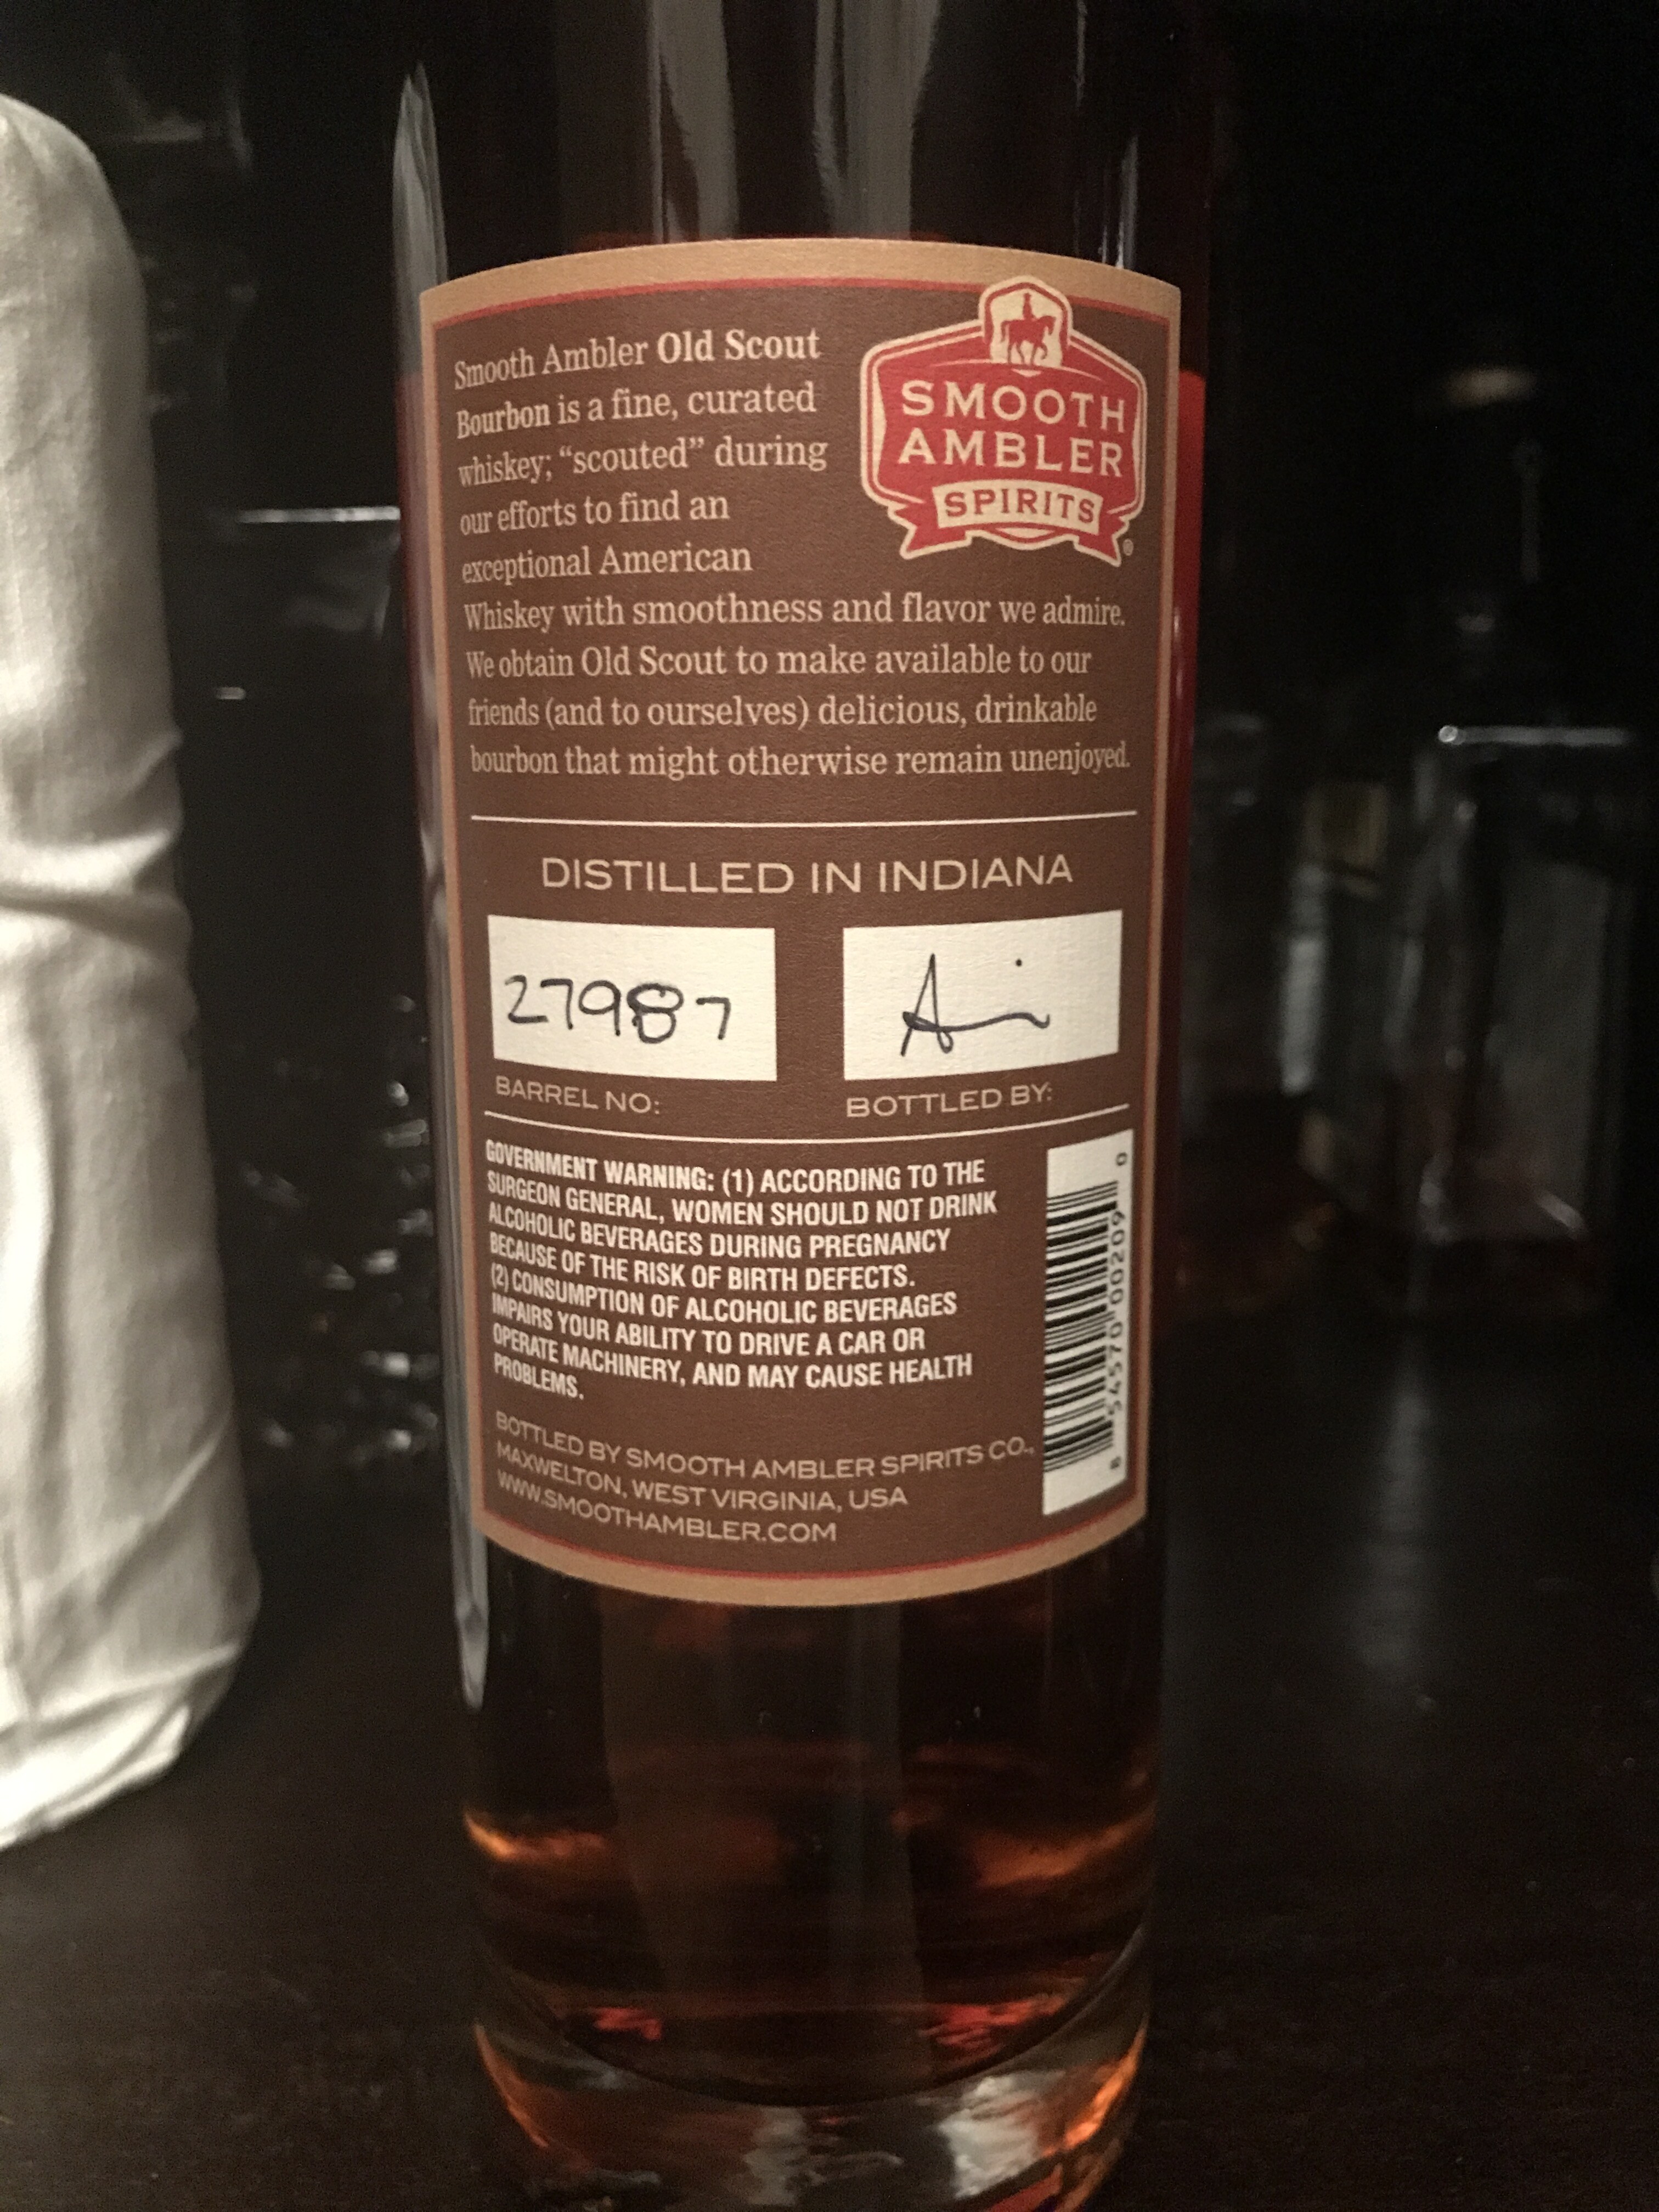 Smooth Ambler Old Scout
Bourbon is a fine, curated
whiskey; “scouted” during
our efforts to find an
exceptional American
Whiskey with smoothness and flavor we admire.
We obtain Old Scout to make available to our
friends (and to ourselves) delicious, drinkable
bourbon that might otherwise remain unenjoyed.
SMOOTH
AMBLER
SPIRITS
®
DISTILLED IN INDIANA
27987
BARREL NO:
BOTTLED BY:
GOVERNMENT WARNING: (1) ACCORDING TO THE
SURGEON GENERAL, WOMEN SHOULD NOT DRINK
ALCOHOLIC BEVERAGES DURING PREGNANCY
BECAUSE OF THE RISK OF BIRTH DEFECTS.
(2) CONSUMPTION OF ALCOHOLIC BEVERAGES
IMPAIRS YOUR ABILITY TO DRIVE A CAR OR
OPERATE MACHINERY, AND MAY CAUSE HEALTH
PROBLEMS.
8 54570 00209 0
BOTTLED BY SMOOTH AMBLER SPIRITS CO.,
MAXWELTON, WEST VIRGINIA, USA
WWW.SMOOTHAMBLER.COM